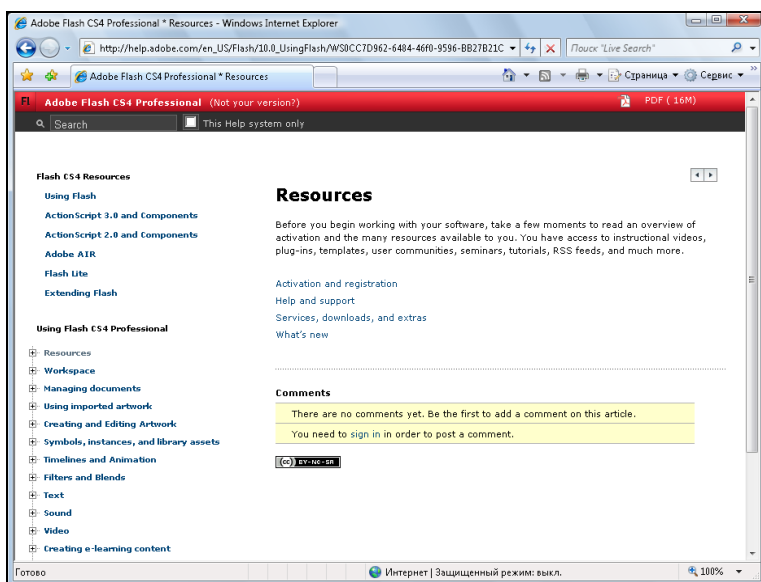 Adobe Flash CS4 Professional * Resources - Windows Internet Explorer
http://help.adobe.com/en_US/Flash/10.0_UsingFlash/WS0CC7D962-6484-46f0-9596-BB27B21C
Поиск "Live Search"
Adobe Flash CS4 Professional * Resources
Страница
Сервис
FL Adobe Flash CS4 Professional (Not your version?)
PDF ( 16M)
Search
This Help system only
Flash CS4 Resources
Using Flash
ActionScript 3.0 and Components
ActionScript 2.0 and Components
Adobe AIR
Flash Lite
Extending Flash
Using Flash CS4 Professional
Resources
Workspace
Managing documents
Using imported artwork
Creating and Editing Artwork
Symbols, instances, and library assets
Timelines and Animation
Filters and Blends
Text
Sound
Video
Creating e-learning content
Resources
Before you begin working with your software, take a few moments to read an overview of
activation and the many resources available to you. You have access to instructional videos,
plug-ins, templates, user communities, seminars, tutorials, RSS feeds, and much more.
Activation and registration
Help and support
Services, downloads, and extras
What's new
Comments
There are no comments yet. Be the first to add a comment on this article.
You need to sign in in order to post a comment.
(cc) BY-NC-SA
Готово
Интернет | Защищенный режим: выкл.
100%